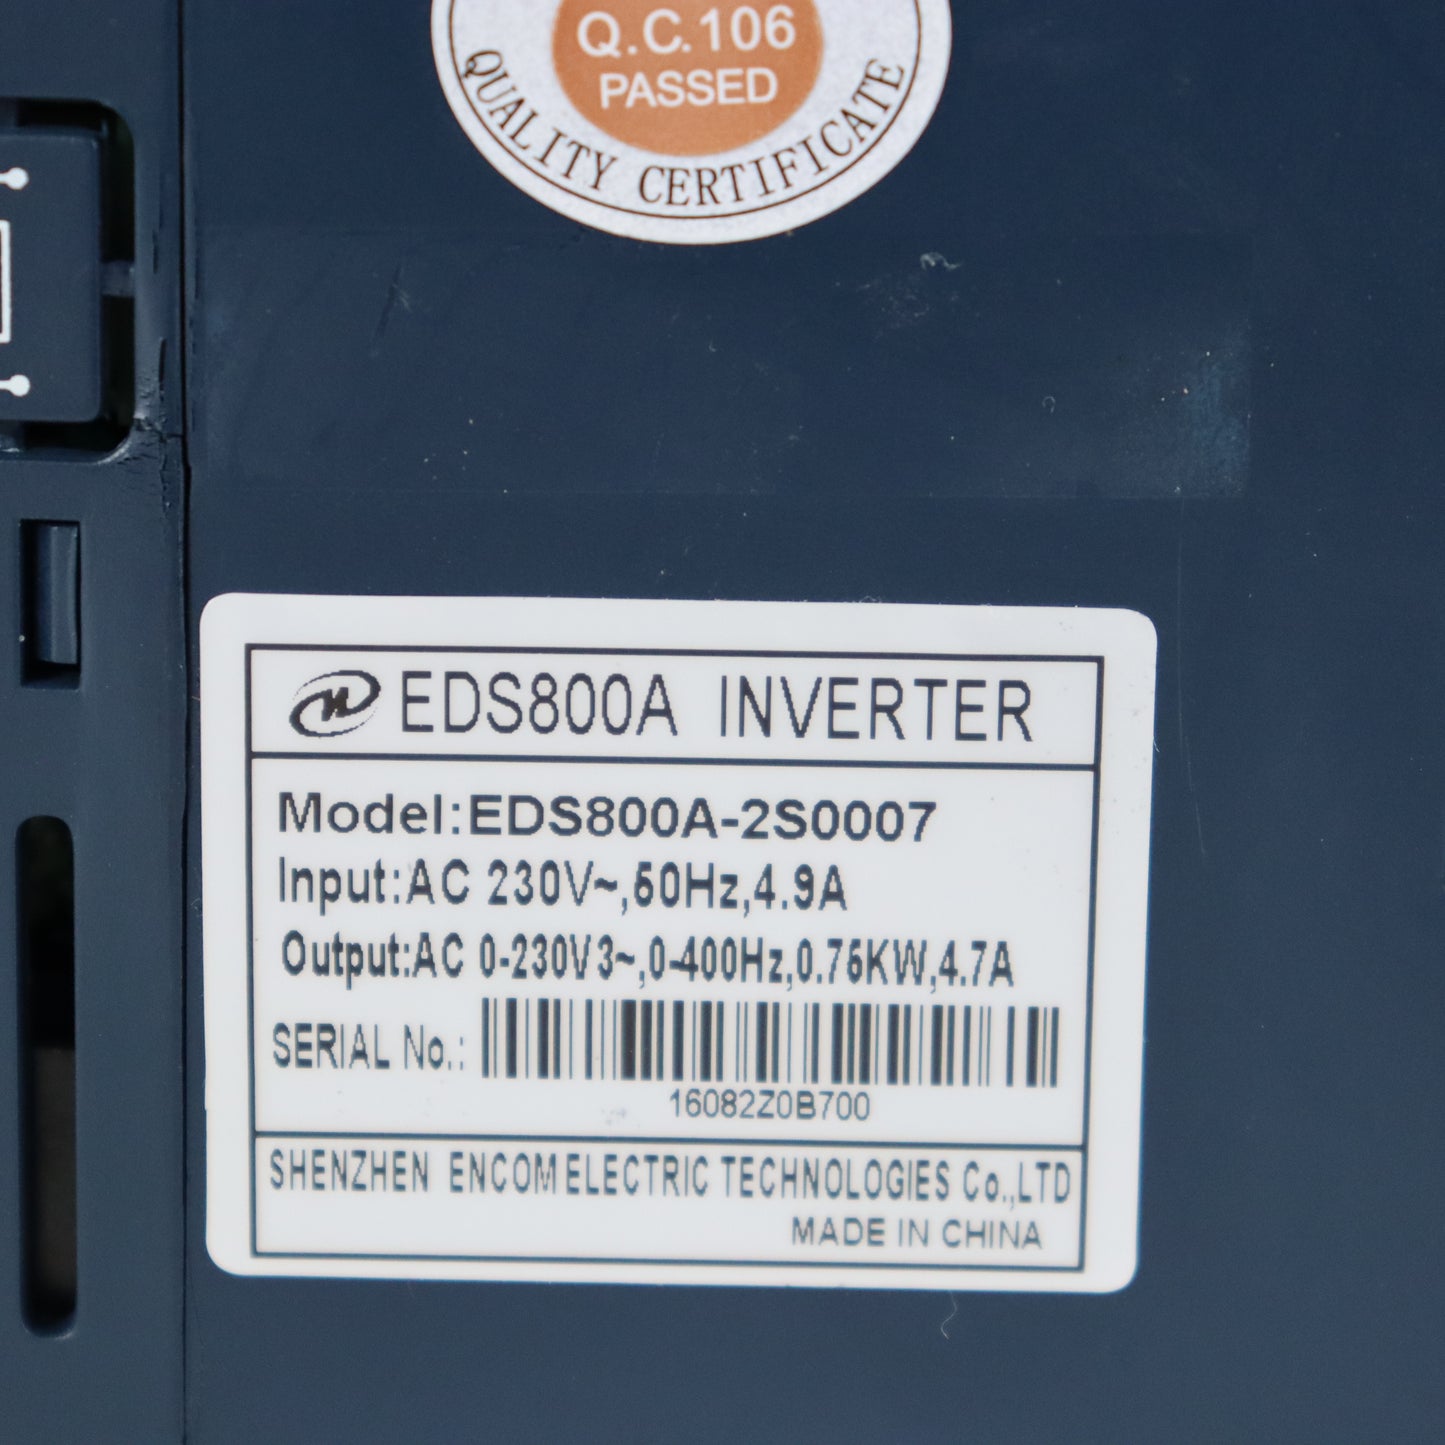 Q.C.106
PASSED
QUALITY CERTIFICATE
EDS800A INVERTER
Model:EDS800A-2S0007
Input:AC 230V~,50Hz,4.9A
Output:AC 0-230V3~,0-400Hz,0.75KW,4.7A
SERIAL No.:
16082Z0B700
SHENZHEN ENCOM ELECTRIC TECHNOLOGIES Co.,LTD
MADE IN CHINA